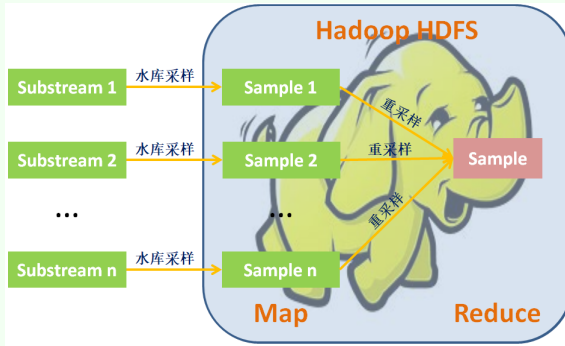 Hadoop HDFS
Substream 1 水库采样 Sample 1
重采样
Substream 2 水库采样 Sample 2 重采样 Sample
... ...
重采样
Substream n 水库采样 Sample n
Map Reduce